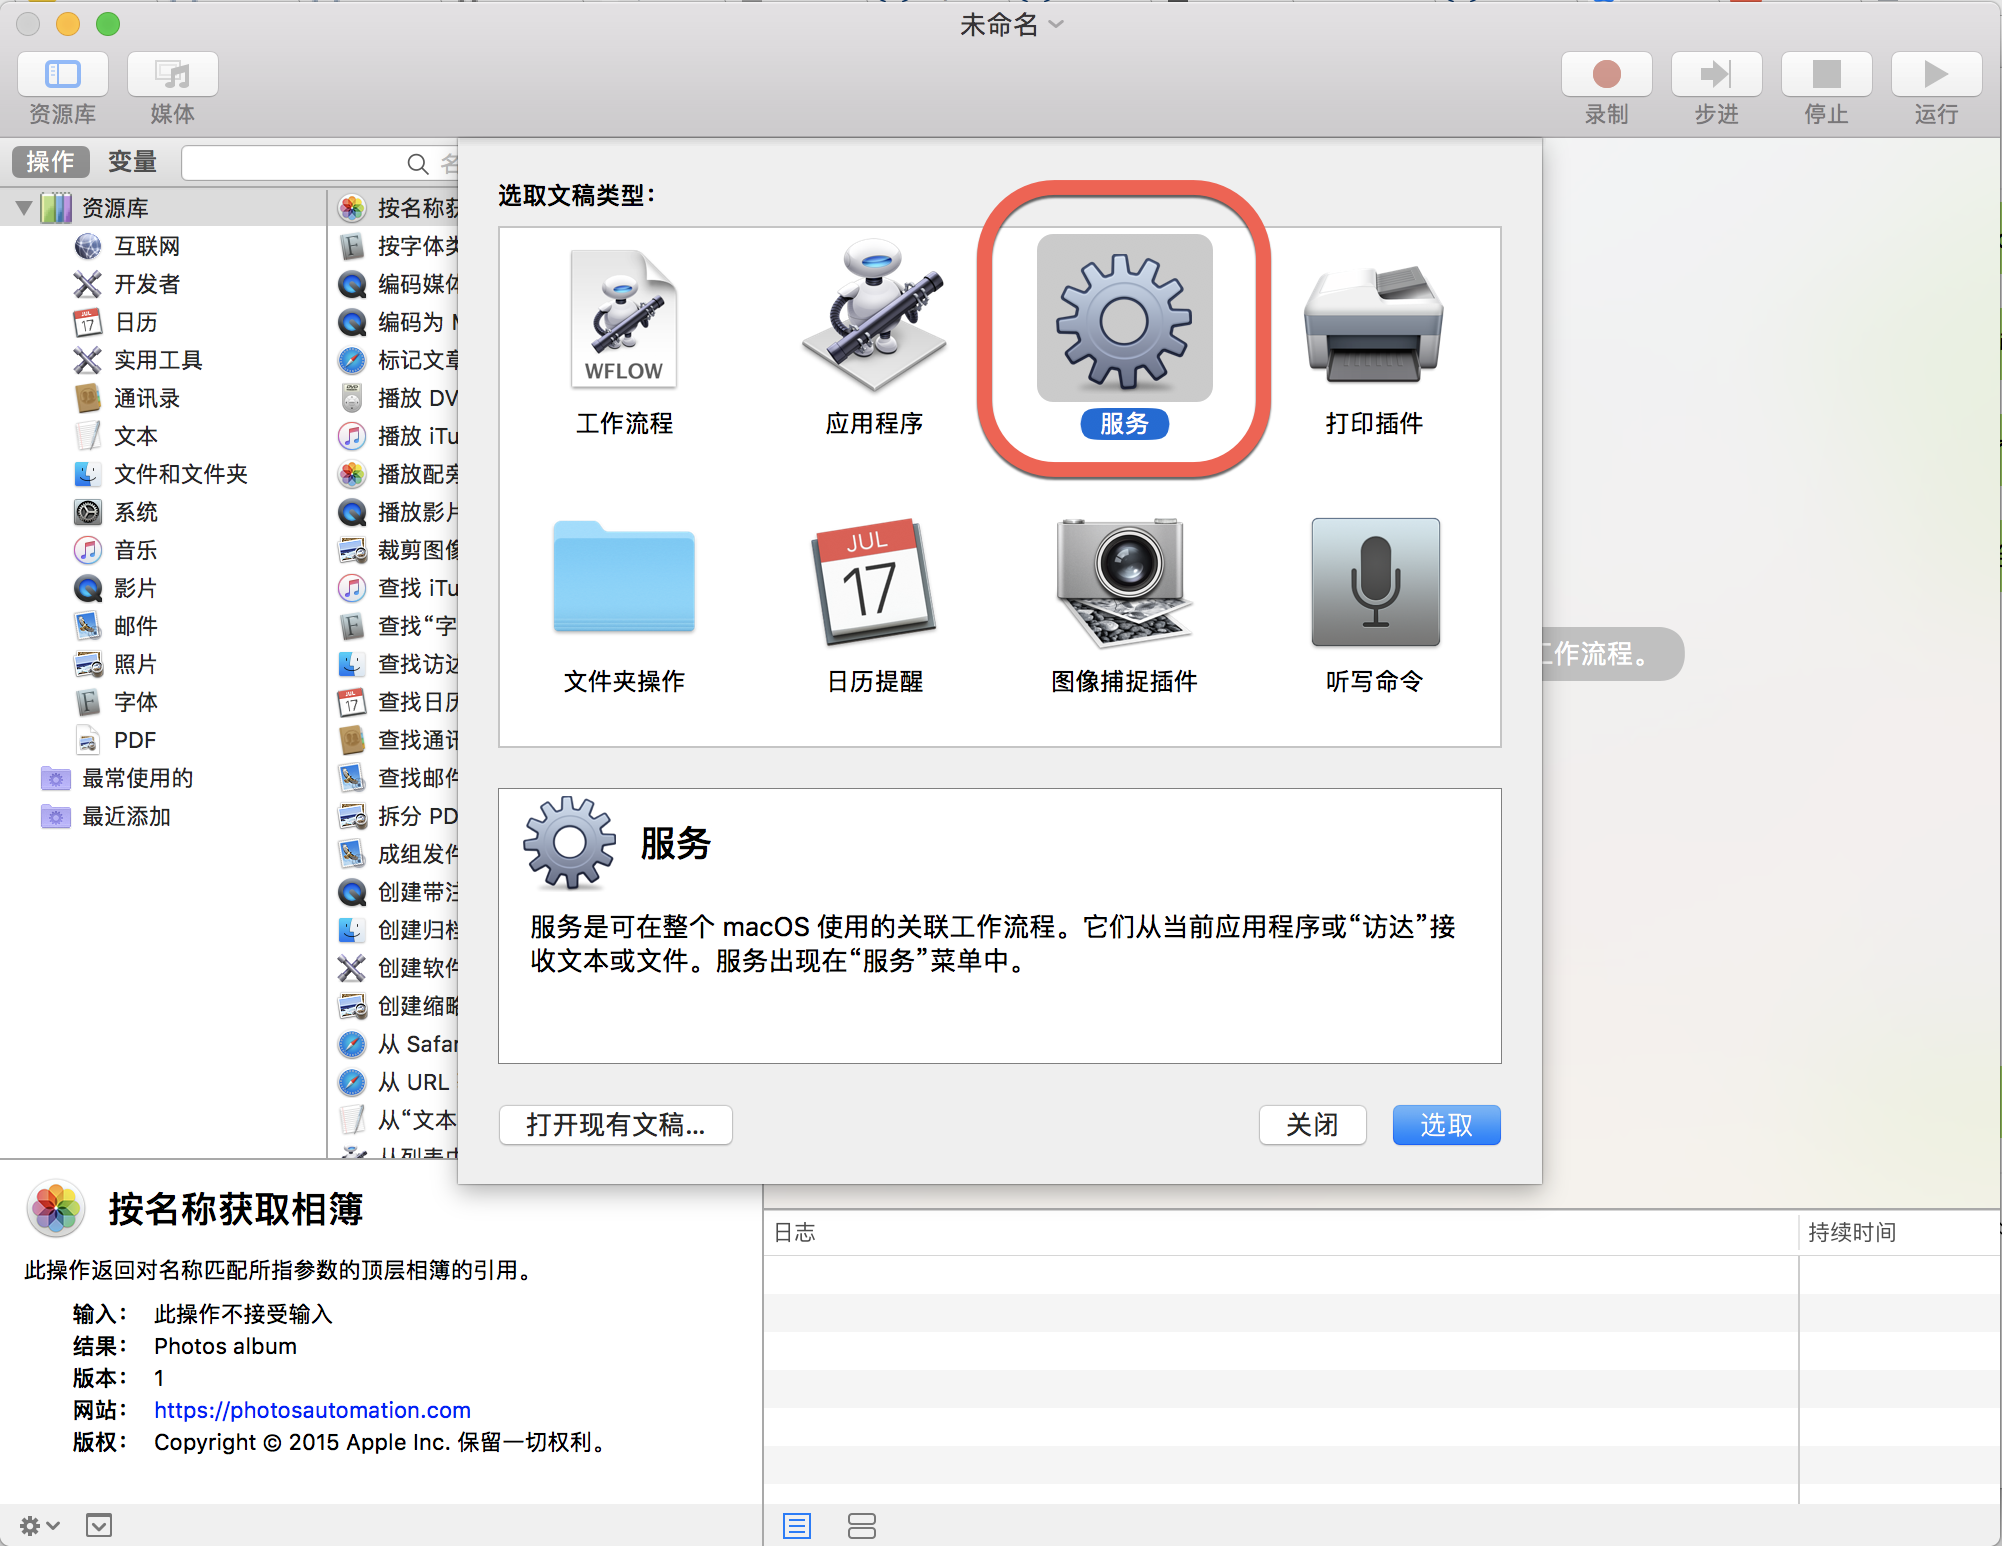 未命名
资源库
媒体
录制
步进
停止
运行
操作
变量
资源库
互联网
开发者
日历
实用工具
通讯录
文本
文件和文件夹
系统
音乐
影片
邮件
照片
字体
PDF
最常使用的
最近添加
按名称
按字体
编码媒体
编码为
标记文章
播放 DV
播放 iTu
播放
播放影片
裁剪图像
查找 iTu
查找“字
查找访达
查找日历
查找通讯
查找邮件
拆分 PD
成组发件
创建带注
创建归档
创建软件
创建缩略
从 Safar
从 URL
从“文本
选取文稿类型：
WFLOW
工作流程
应用程序
服务
打印插件
JUL
17
文件夹操作
日历提醒
图像捕捉插件
听写命令
工作流程。
服务
服务是可在整个 macOS 使用的关联工作流程。它们从当前应用程序或“访达”接
收文本或文件。服务出现在“服务”菜单中。
打开现有文稿...
关闭
选取
按名称获取相簿
此操作返回对名称匹配所指参数的顶层相簿的引用。
输入： 此操作不接受输入
结果： Photos album
版本： 1
网站： https://photosautomation.com
版权： Copyright © 2015 Apple Inc. 保留一切权利。
日志
持续时间